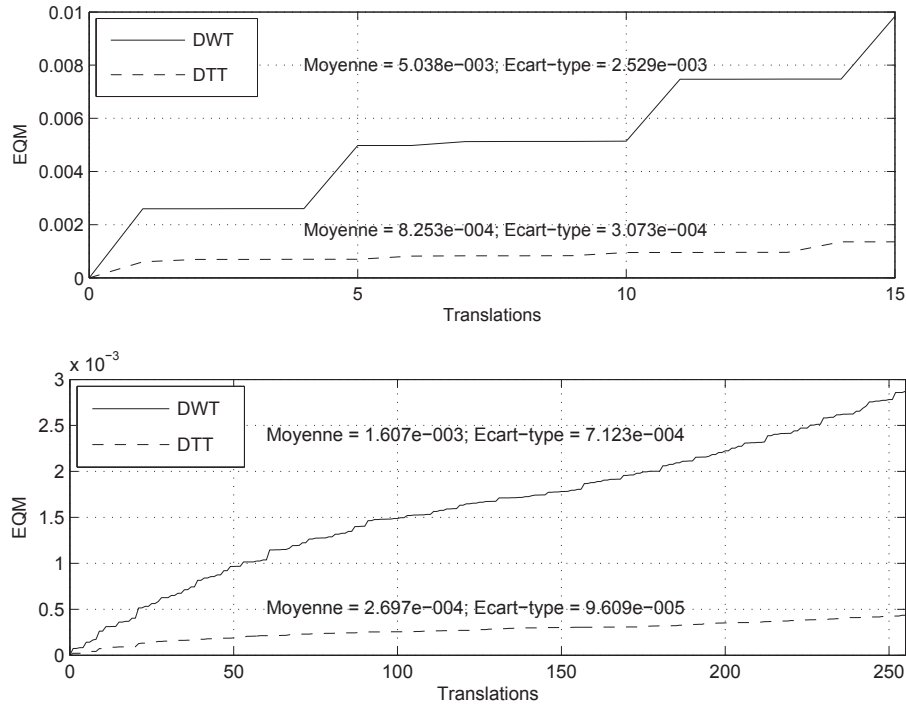 0.01
0.008
0.006
0.004
0.002
0
EQM
DWT
DTT
Moyenne = 5.038e−003; Ecart−type = 2.529e−003
Moyenne = 8.253e−004; Ecart−type = 3.073e−004
0 5 10 15
Translations
x 10−3
3
2.5
2
1.5
1
0.5
0
EQM
DWT
DTT
Moyenne = 1.607e−003; Ecart−type = 7.123e−004
Moyenne = 2.697e−004; Ecart−type = 9.609e−005
0 50 100 150 200 250
Translations